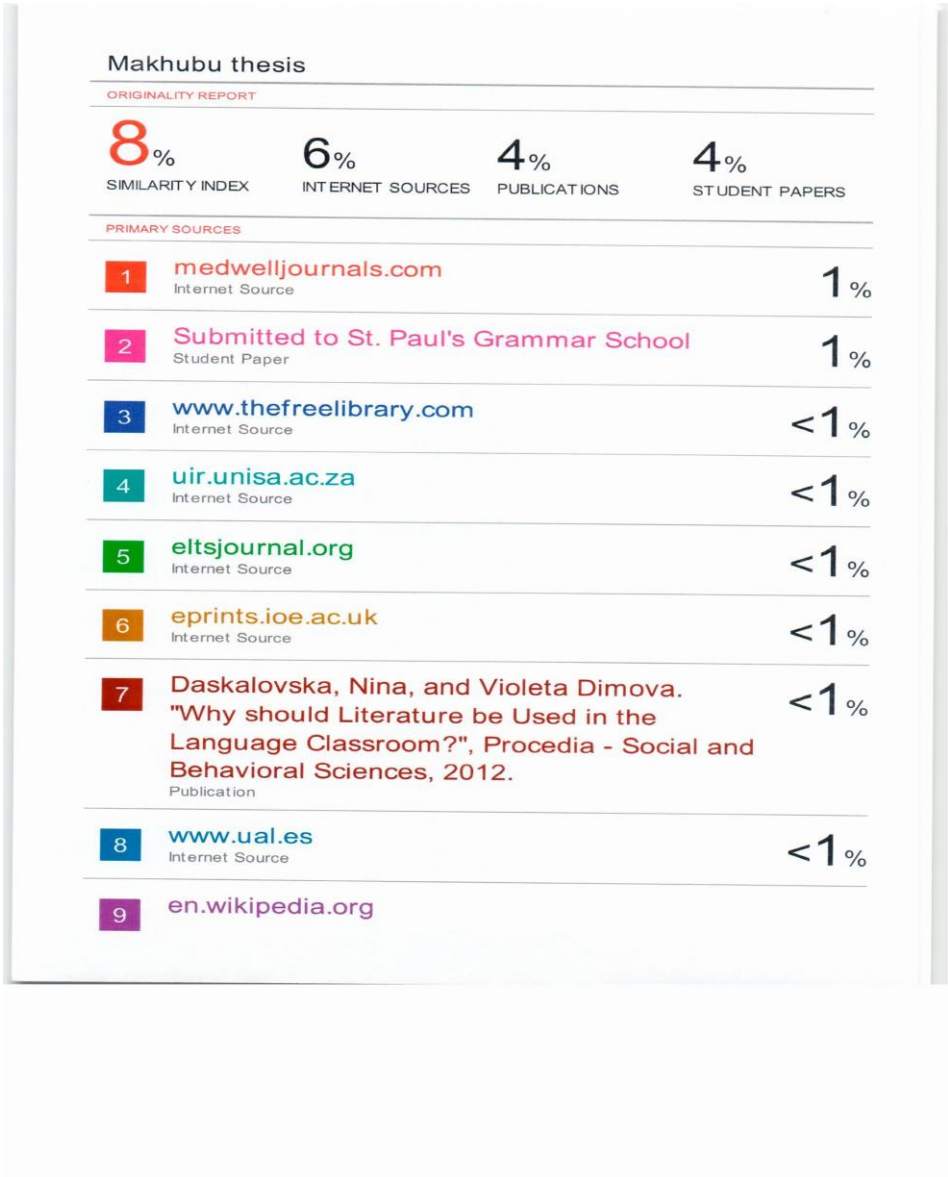 Makhubu thesis
ORIGINALITY REPORT
8% 6% 4% 4%
SIMILARITY INDEX INTERNET SOURCES PUBLICATIONS STUDENT PAPERS
PRIMARY SOURCES
1 medwelljournals.com 1%
Internet Source
2 Submitted to St. Paul's Grammar School 1%
Student Paper
3 www.thefreelibrary.com <1%
Internet Source
4 uir.unisa.ac.za <1%
Internet Source
5 eltsjournal.org <1%
Internet Source
6 eprints.ioe.ac.uk <1%
Internet Source
7 Daskalovska, Nina, and Violeta Dimova. <1%
"Why should Literature be Used in the
Language Classroom?", Procedia - Social and
Behavioral Sciences, 2012.
Publication
8 www.ual.es <1%
Internet Source
9 en.wikipedia.org